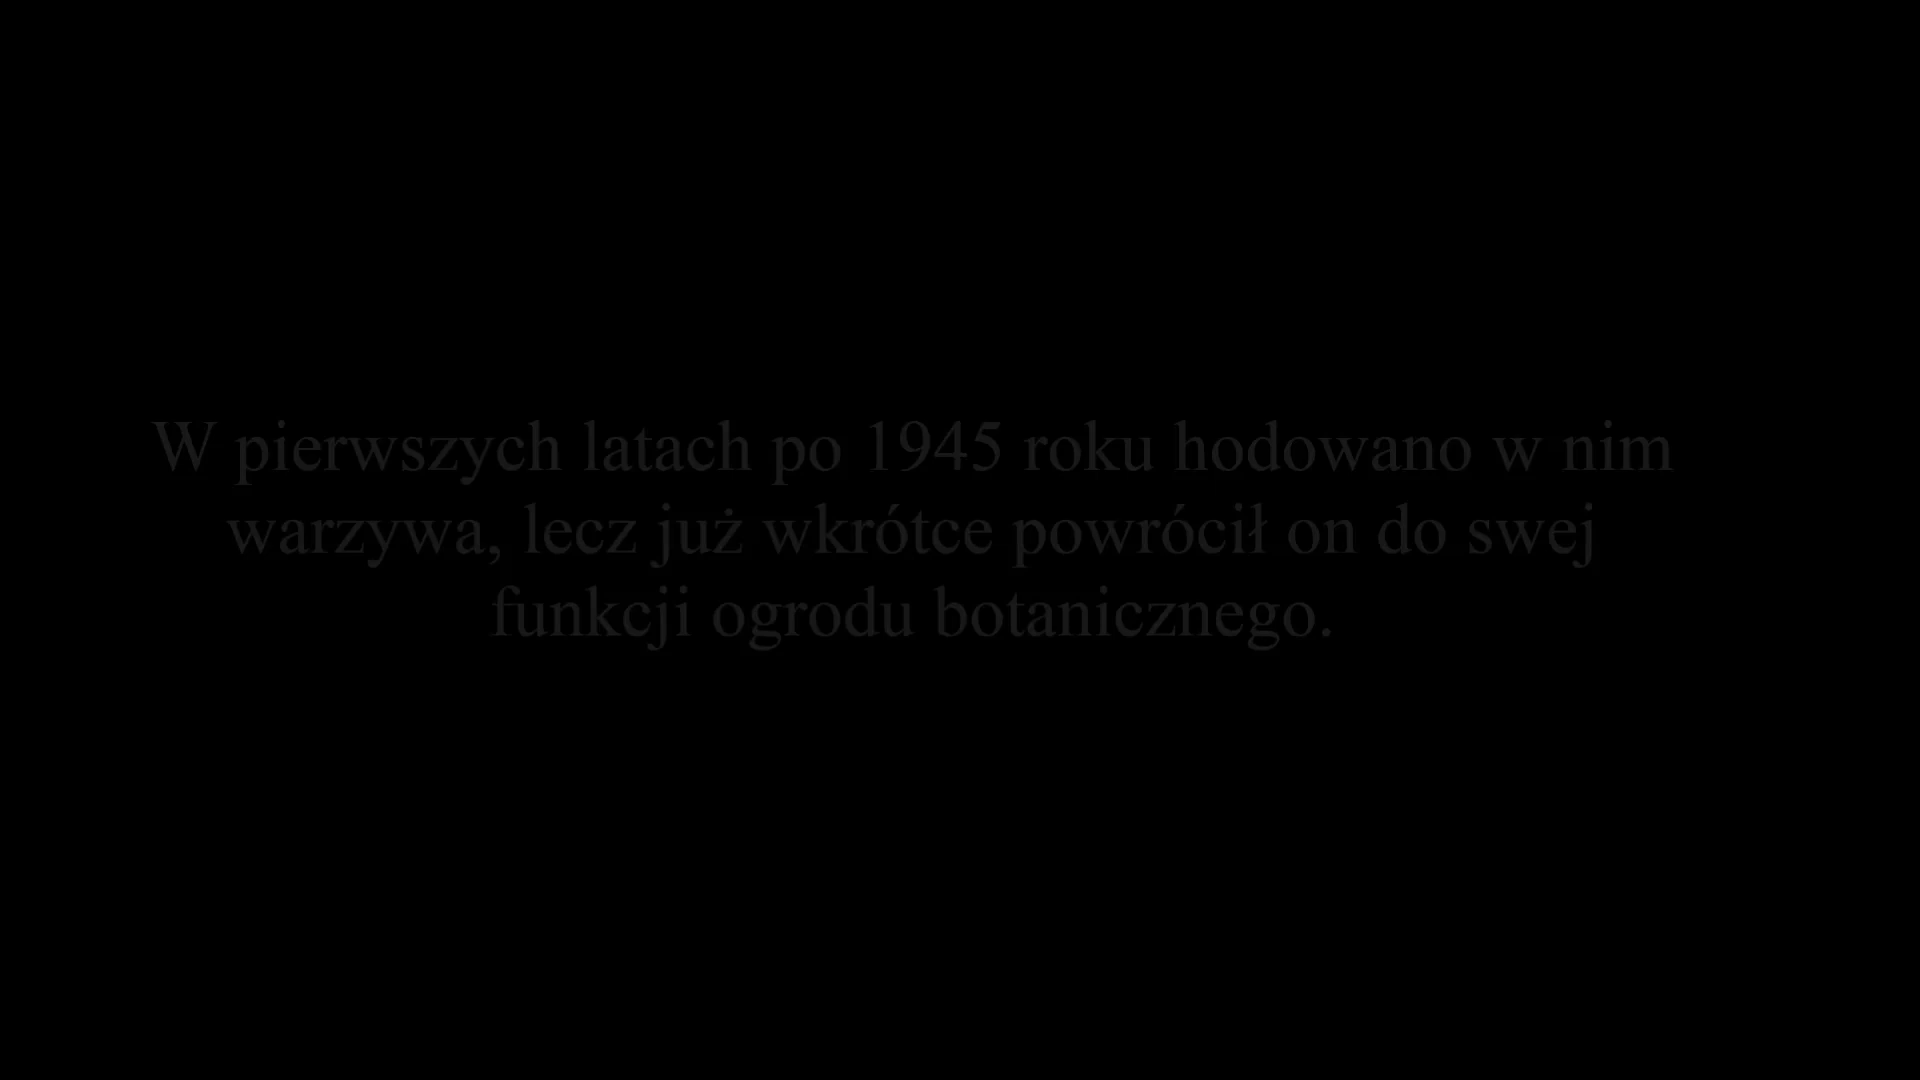 W pierwszych latach po 1945 roku hodowano w nim
warzywa, lecz już wkrótce powrócił on do swej
funkcji ogrodu botanicznego.